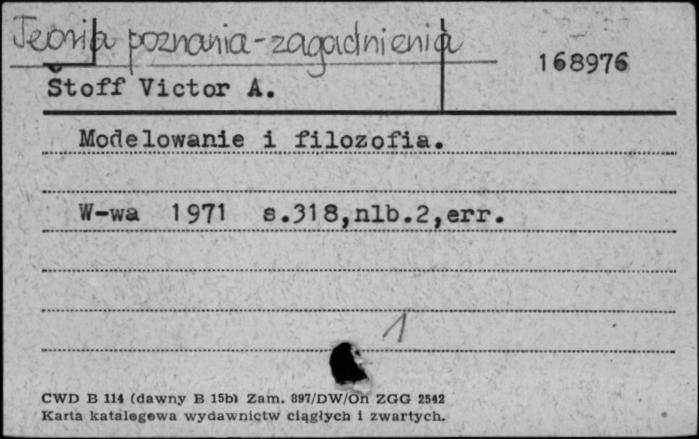 Teoria poznania - zagadnienia
168976
Štoff Victor A.
Modelowanie i filozofia.
W-wa 1971 s.318,nlb.2,err.
1
CWD B 114 (dawny B 15b) Zam. 897/DW/On ZGG 2542
Karta katalogowa wydawnictw ciągłych i zwartych.